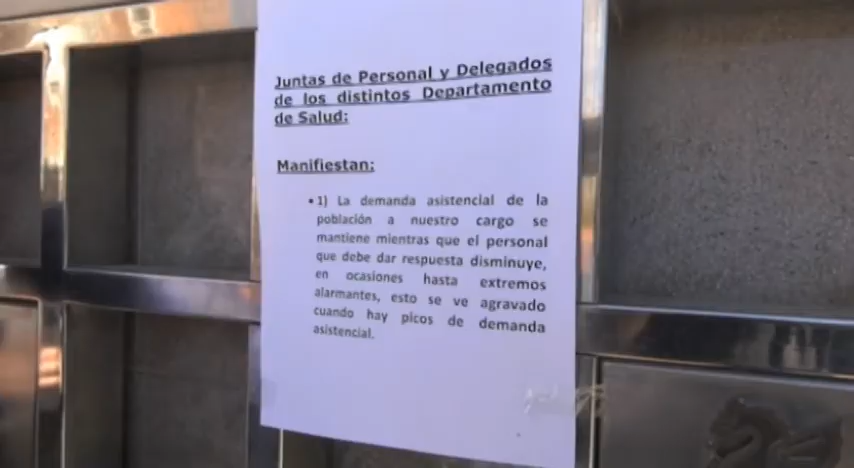 Juntas de Personal y Delegados
de los distintos Departamento
de Salud:
Manifiestan:
• 1) La demanda asistencial de la
población a nuestro cargo se
mantiene mientras que el personal
que debe dar respuesta disminuye,
en ocasiones hasta extremos
alarmantes, esto se ve agravado
cuando hay picos de demanda
asistencial.